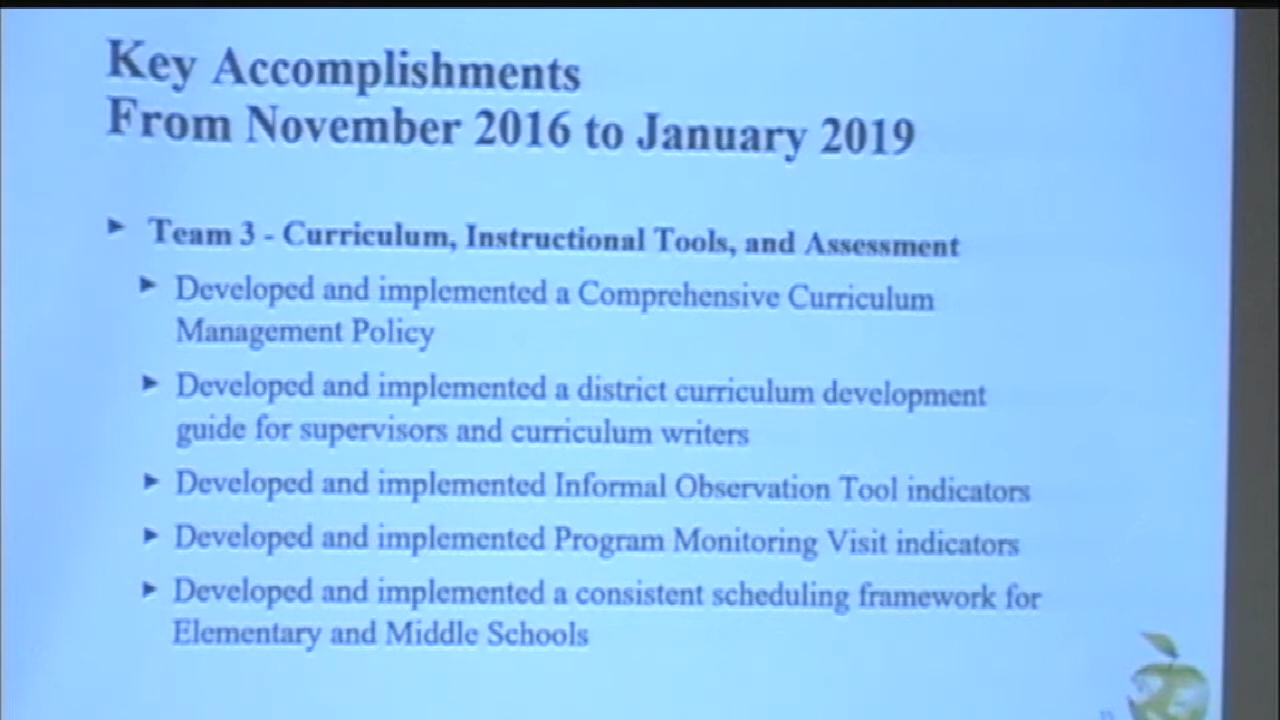 Key Accomplishments
From November 2016 to January 2019
► Team 3 - Curriculum, Instructional Tools, and Assessment
► Developed and implemented a Comprehensive Curriculum
Management Policy
► Developed and implemented a district curriculum development
guide for supervisors and curriculum writers
► Developed and implemented Informal Observation Tool indicators
► Developed and implemented Program Monitoring Visit indicators
► Developed and implemented a consistent scheduling framework for
Elementary and Middle Schools